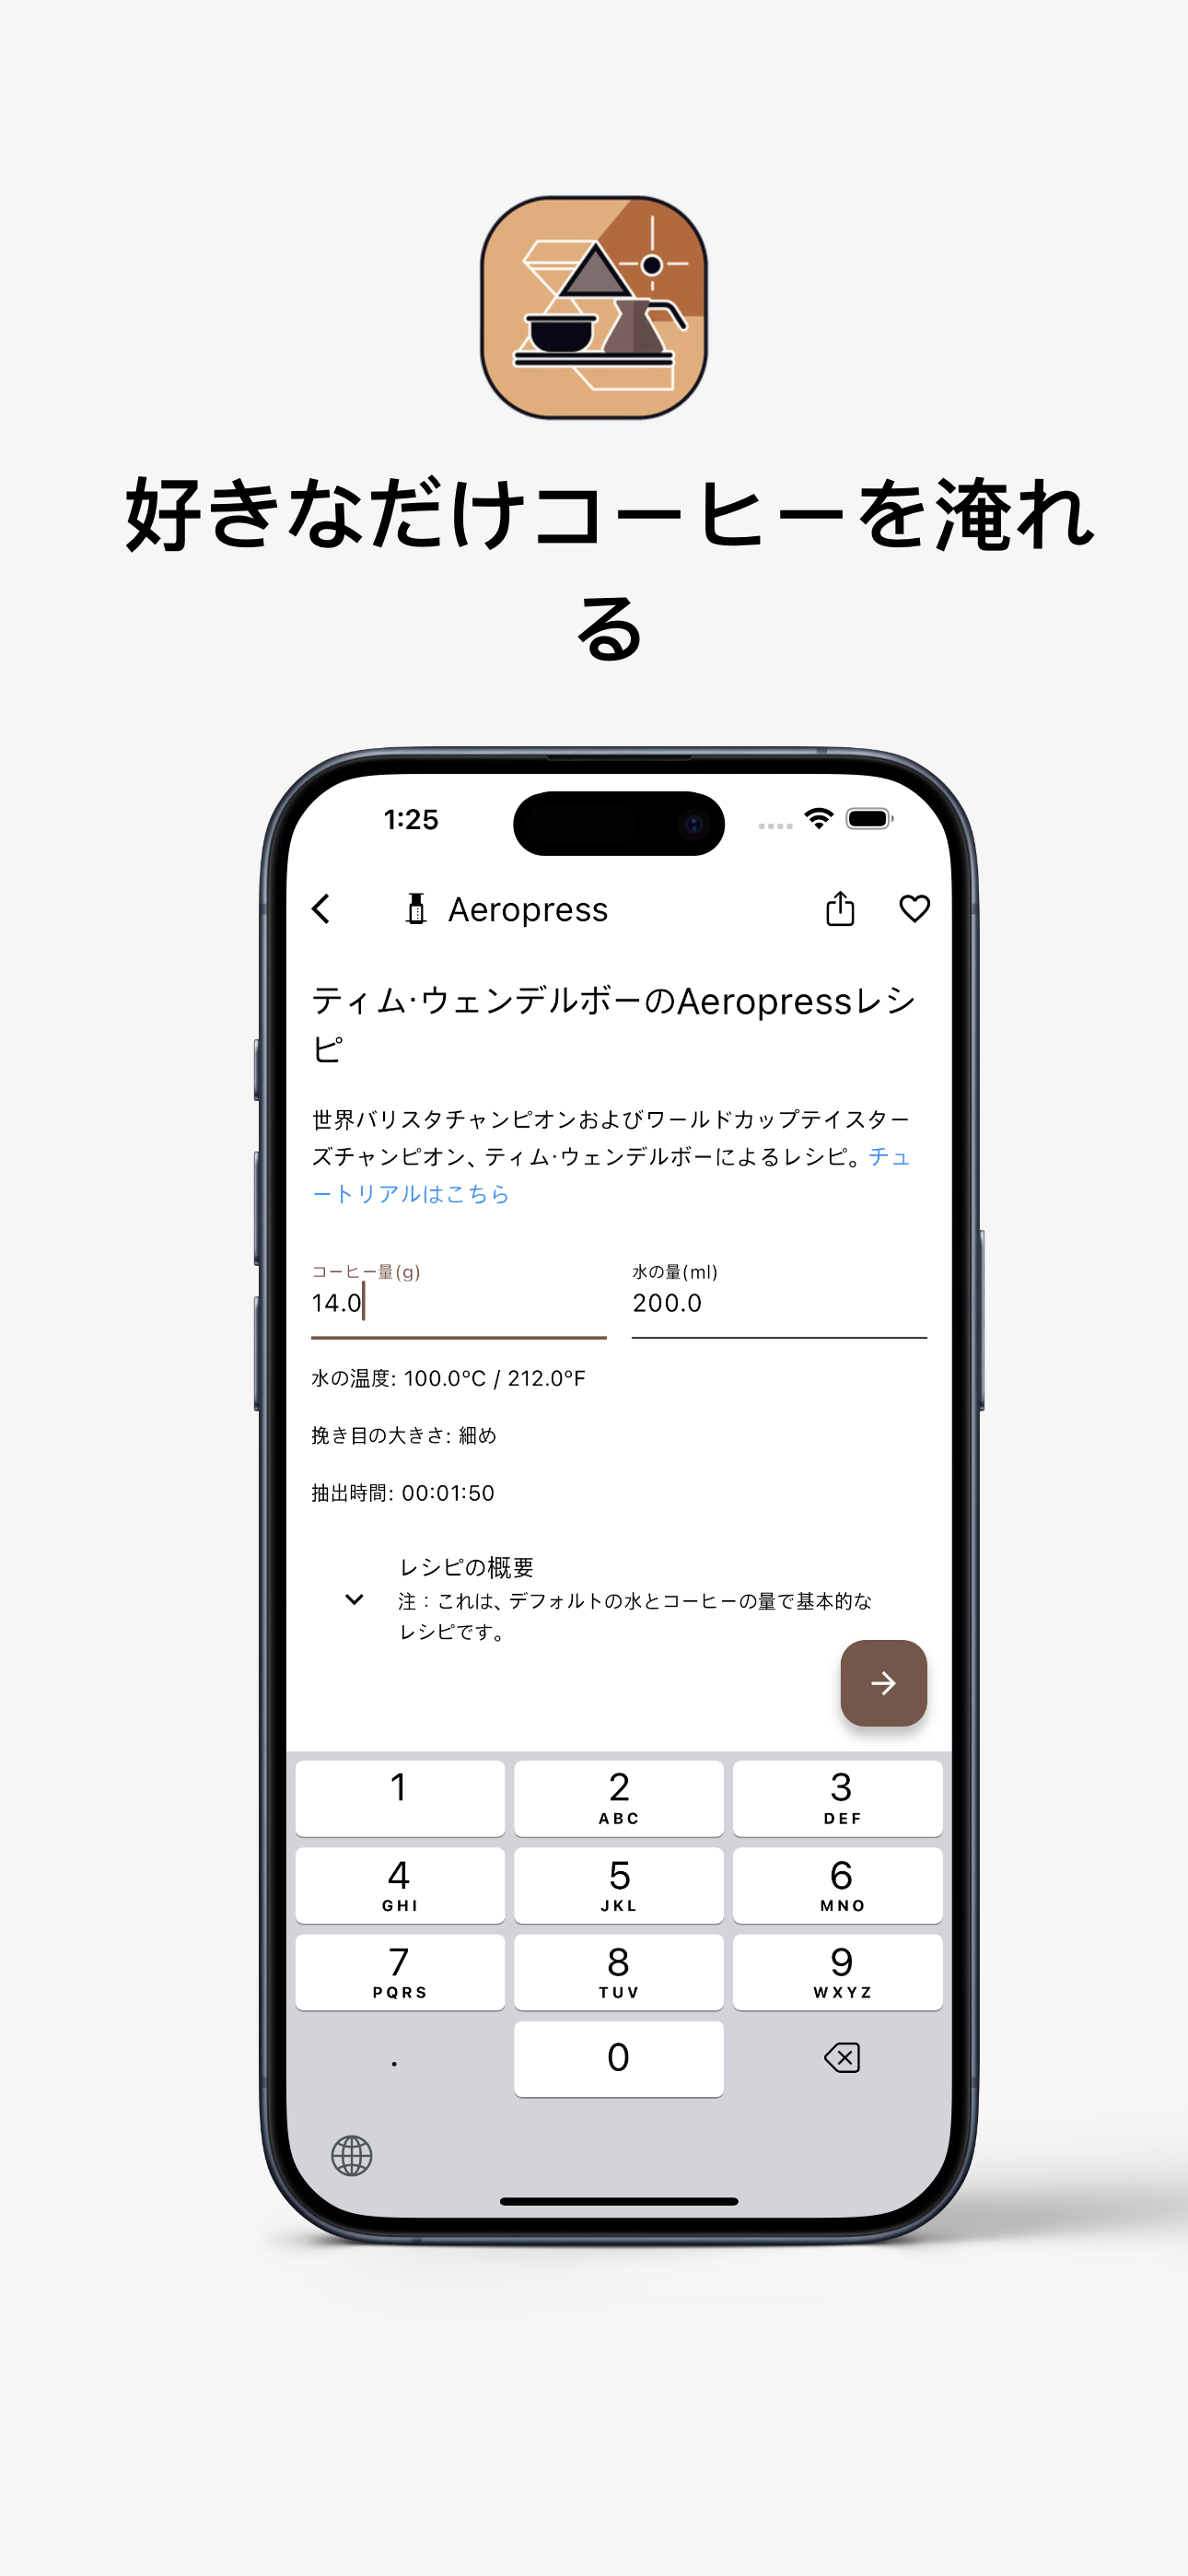 好きなだけコーヒーを淹れ
る
1:25
Aeropress
ティム·ウェンデルボーのAeropressレシ
ピ
世界バリスタチャンピオンおよびワールドカップテイスター
ズチャンピオン、ティム·ウェンデルボーによるレシピ。チュ
ートリアルはこちら
コーヒー量(g)
水の量(ml)
14.0
200.0
水の温度: 100.0ºC / 212.0ºF
挽き目の大きさ: 細め
抽出時間: 00:01:50
レシピの概要
注：これは、デフォルトの水とコーヒーの量で基本的な
レシピです。
1
2
3
ABC
DEF
4
5
6
GHI
JKL
MNO
7
8
9
PQRS
TUV
WXYZ
.
0